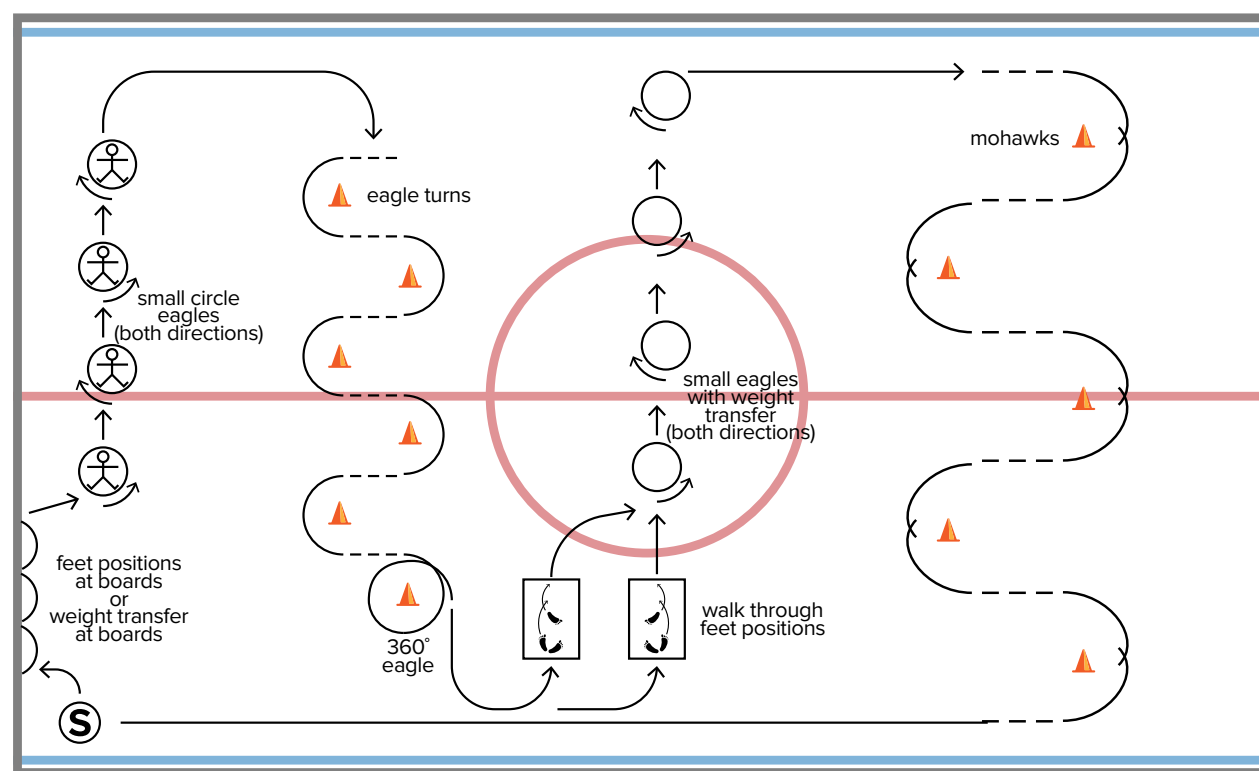 mohawks
eagle turns
small circle
eagles
(both directions)
small eagles
with weight
transfer
(both directions)
feet positions
at boards
or
weight transfer
at boards
360°
eagle
walk through
feet positions
S